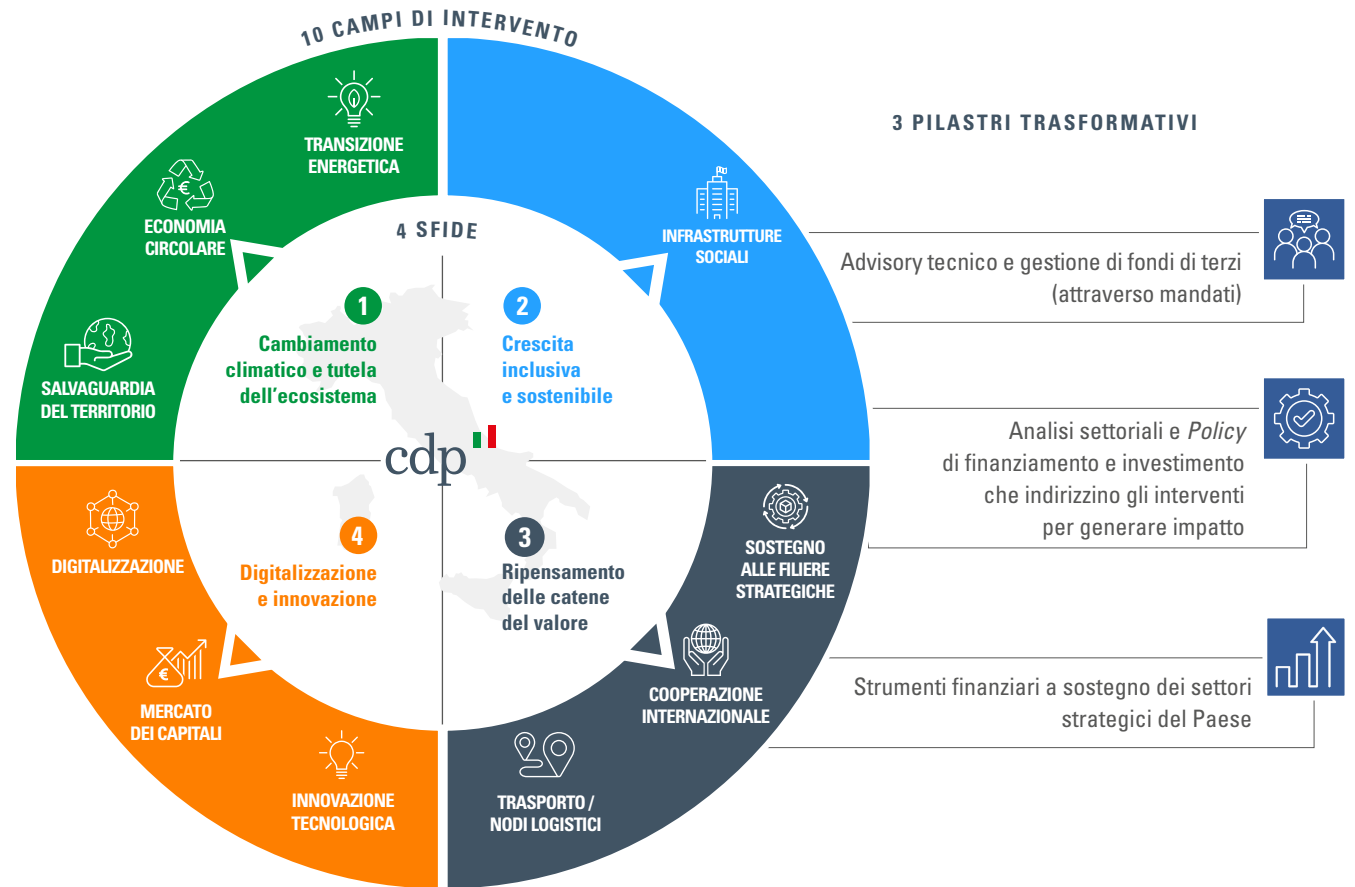 10 CAMPI DI INTERVENTO
TRANSIZIONE
ENERGETICA
ECONOMIA
CIRCOLARE
SALVAGUARDIA
DEL TERRITORIO
INFRASTRUTTURE
SOCIALI
4 SFIDE
1
Cambiamento
climatico e tutela
dell'ecosistema
2
Crescita
inclusiva
e sostenibile
cdp
4
Digitalizzazione
e innovazione
3
Ripensamento
delle catene
del valore
DIGITALIZZAZIONE
MERCATO
DEI CAPITALI
INNOVAZIONE
TECNOLOGICA
SOSTEGNO
ALLE FILIERE
STRATEGICHE
COOPERAZIONE
INTERNAZIONALE
TRASPORTO /
NODI LOGISTICI
3 PILASTRI TRASFORMATIVI
Advisory tecnico e gestione di fondi di terzi
(attraverso mandati)
Analisi settoriali e Policy
di finanziamento e investimento
che indirizzino gli interventi
per generare impatto
Strumenti finanziari a sostegno dei settori
strategici del Paese
€
€